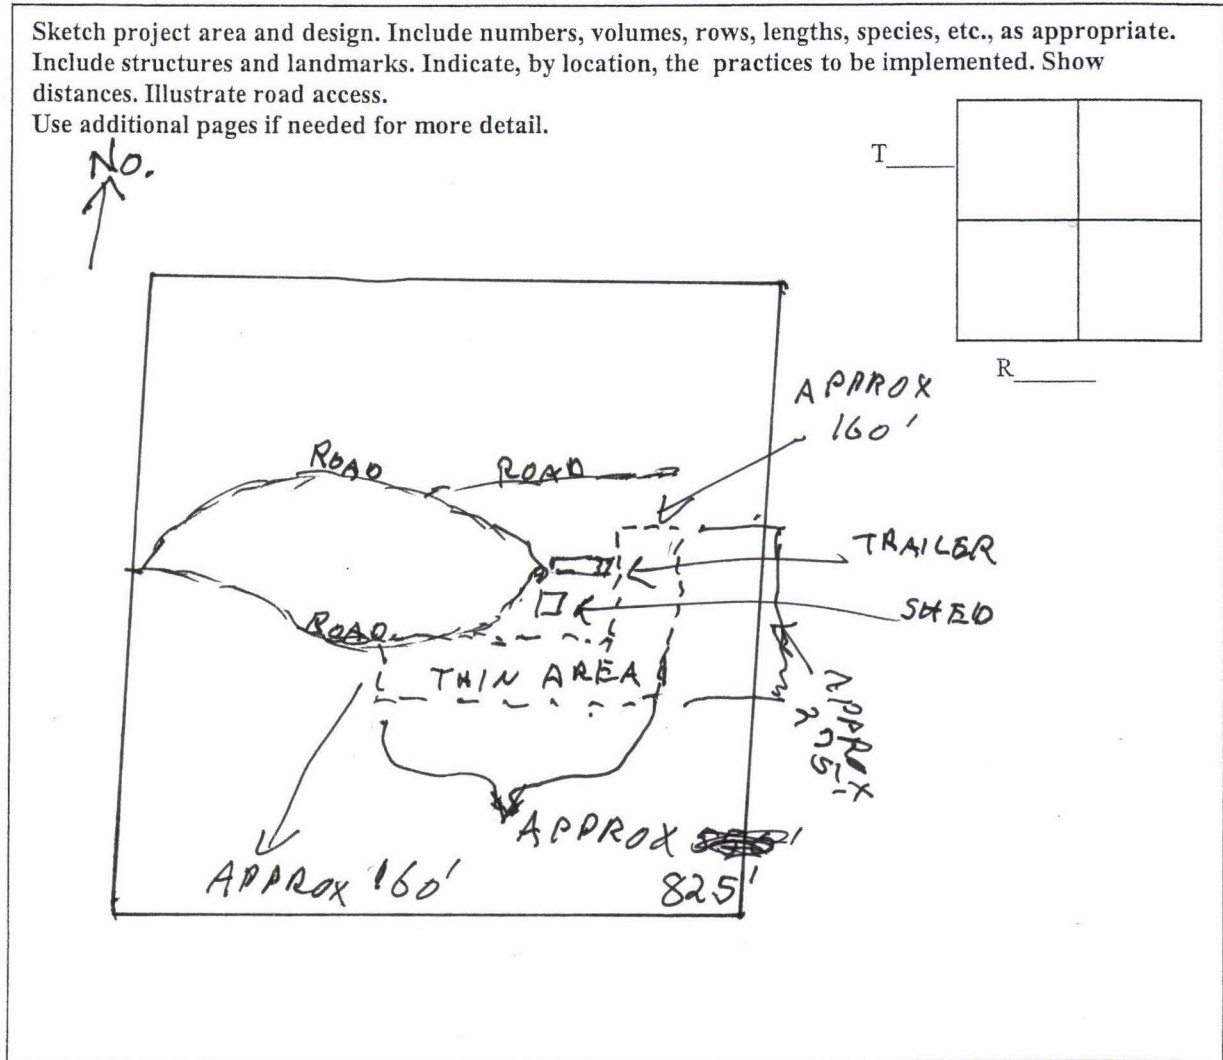 Sketch project area and design. Include numbers, volumes, rows, lengths, species, etc., as appropriate.
Include structures and landmarks. Indicate, by location, the practices to be implemented. Show
distances. Illustrate road access.
Use additional pages if needed for more detail.
No.
T____
R____
APPROX
160'
ROAD
ROAD
TRAILER
SHED
ROAD
THIN AREA
APPROX
APPROX
825'
APPROX 160'